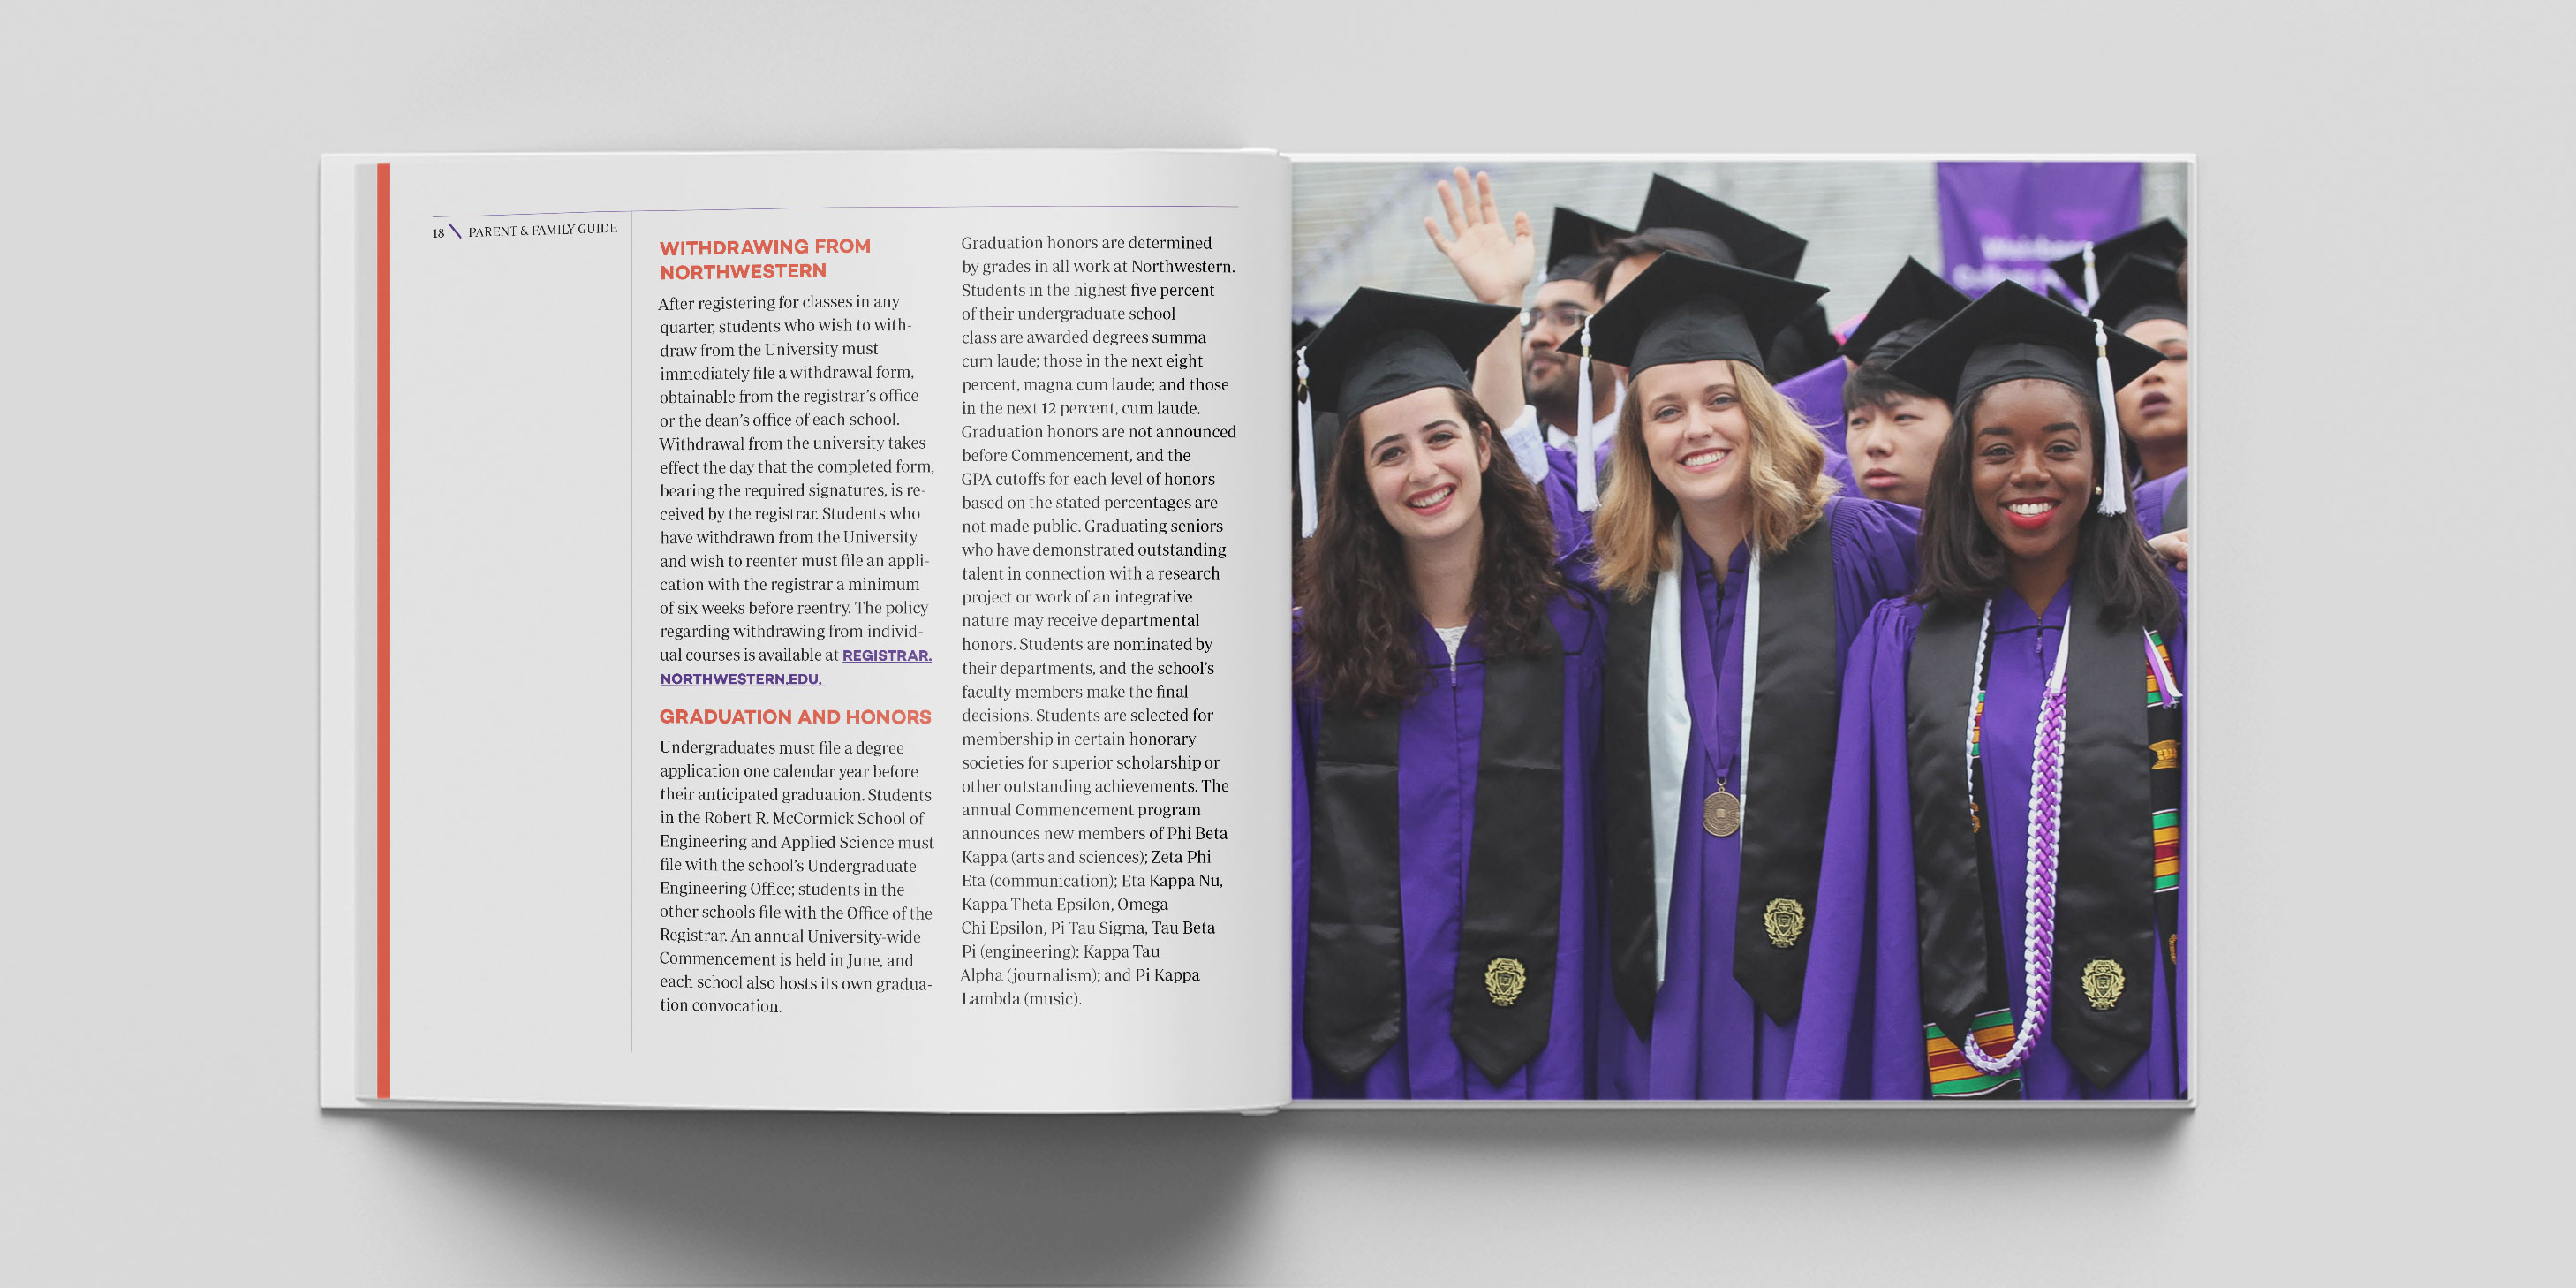 18 \ PARENT & FAMILY GUIDE
WITHDRAWING FROM
NORTHWESTERN
After registering for classes in any
quarter, students who wish to with-
draw from the University must
immediately file a withdrawal form,
obtainable from the registrar's office
or the dean's office of each school.
Withdrawal from the university takes
effect the day that the completed form,
bearing the required signatures, is re-
ceived by the registrar. Students who
have withdrawn from the University
and wish to reenter must file an appli-
cation with the registrar a minimum
of six weeks before reentry. The policy
regarding withdrawing from individ-
ual courses is available at REGISTRAR.
NORTHWESTERN.EDU.
GRADUATION AND HONORS
Undergraduates must file a degree
application one calendar year before
their anticipated graduation. Students
in the Robert R. McCormick School of
Engineering and Applied Science must
file with the school's Undergraduate
Engineering Office; students in the
other schools file with the Office of the
Registrar. An annual University-wide
Commencement is held in June, and
each school also hosts its own gradua-
tion convocation.
Graduation honors are determined
by grades in all work at Northwestern.
Students in the highest five percent
of their undergraduate school
class are awarded degrees summa
cum laude; those in the next eight
percent, magna cum laude; and those
in the next 12 percent, cum laude.
Graduation honors are not announced
before Commencement, and the
GPA cutoffs for each level of honors
based on the stated percentages are
not made public. Graduating seniors
who have demonstrated outstanding
talent in connection with a research
project or work of an integrative
nature may receive departmental
honors. Students are nominated by
their departments, and the school's
faculty members make the final
decisions. Students are selected for
membership in certain honorary
societies for superior scholarship or
other outstanding achievements. The
annual Commencement program
announces new members of Phi Beta
Kappa (arts and sciences); Zeta Phi
Eta (communication); Eta Kappa Nu,
Kappa Theta Epsilon, Omega
Chi Epsilon, Pi Tau Sigma, Tau Beta
Pi (engineering); Kappa Tau
Alpha (journalism); and Pi Kappa
Lambda (music).